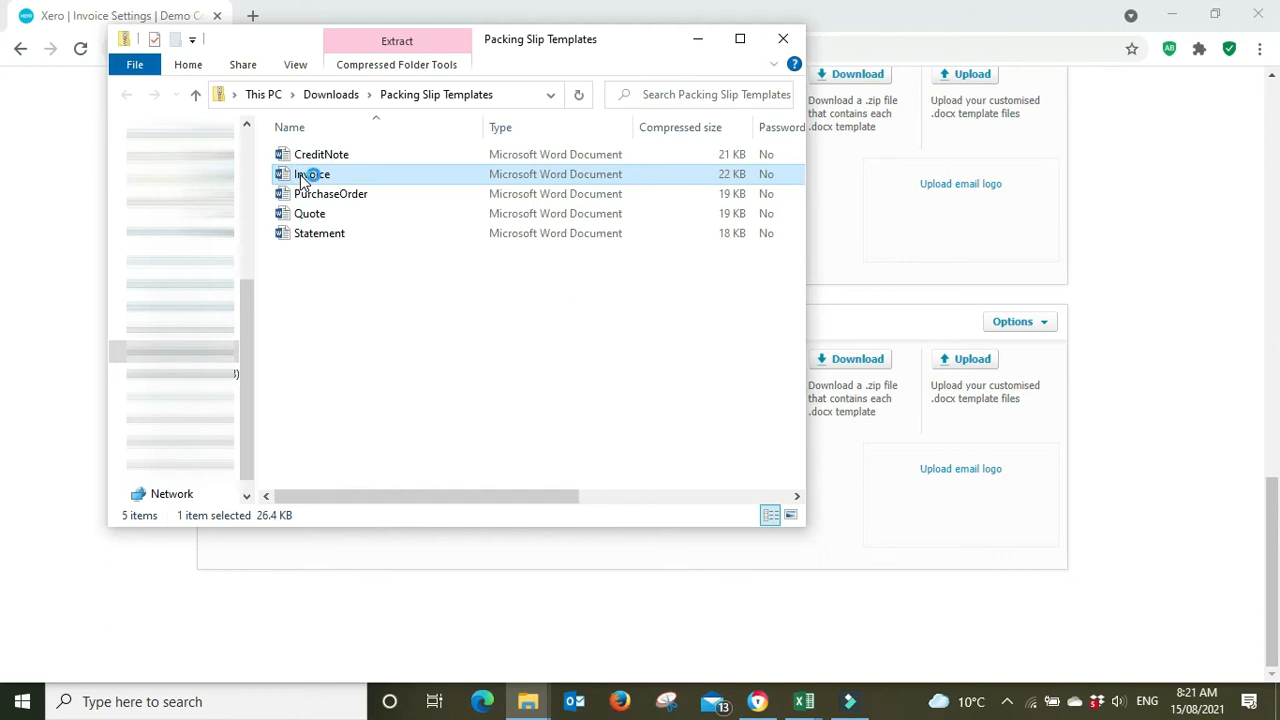 Xero | Invoice Settings | Demo C
Extract
Packing Slip Templates
File
Home
Share
View
Compressed Folder Tools
This PC
Downloads
Packing Slip Templates
Search Packing Slip Templates
Name
Type
Compressed size
Password
CreditNote
Microsoft Word Document
21 KB
No
Invoice
Microsoft Word Document
22 KB
No
PurchaseOrder
Microsoft Word Document
19 KB
No
Quote
Microsoft Word Document
19 KB
No
Statement
Microsoft Word Document
18 KB
No
Network
5 items
1 item selected
26.4 KB
Download
Upload
Download a .zip file
that contains each
.docx template
Upload your customised
.docx template files
Upload email logo
Options
Download
Upload
Download a .zip file
that contains each
.docx template
Upload your customised
.docx template files
Upload email logo
Type here to search
13
10°C
ENG
8:21 AM
15/08/2021